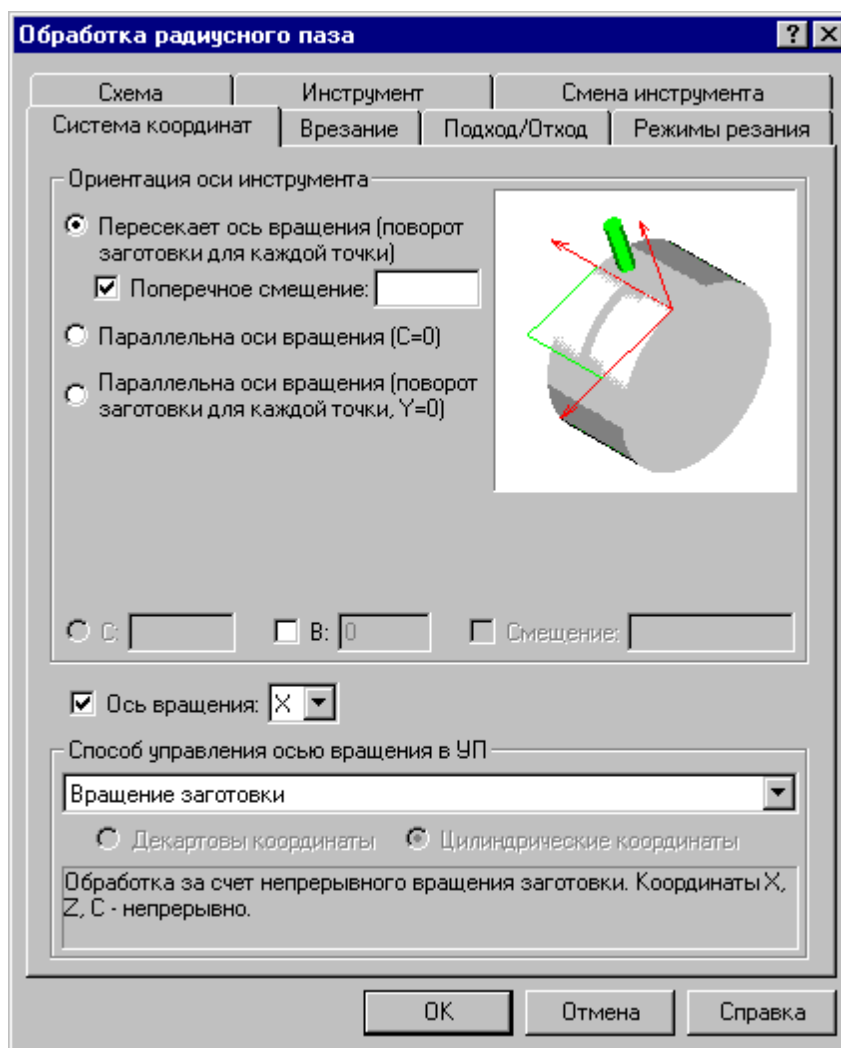 Обработка радиусного паза
Схема
Инструмент
Смена инструмента
Система координат
Врезание
Подход/Отход
Режимы резания
Ориентация оси инструмента
Пересекает ось вращения (поворот
заготовки для каждой точки)
Поперечное смещение:
Параллельна оси вращения (C=0)
Параллельна оси вращения (поворот
заготовки для каждой точки, Y=0)
C:
B: 0
Смещение:
Ось вращения: X
Способ управления осью вращения в УП
Вращение заготовки
Декартовы координаты
Цилиндрические координаты
Обработка за счет непрерывного вращения заготовки. Координаты X,
Z, C - непрерывно.
OK
Отмена
Справка